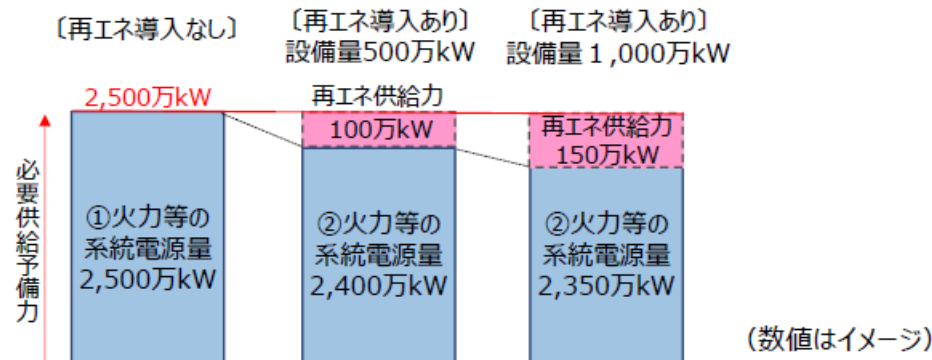 〔再エネ導入なし〕
〔再エネ導入あり〕
設備量500万kW
〔再エネ導入あり〕
設備量１,000万kW
2,500万kW
再エネ供給力
100万kW
再エネ供給力
150万kW
必要供給予備力
①火力等の
系統電源量
2,500万kW
②火力等の
系統電源量
2,400万kW
②火力等の
系統電源量
2,350万kW
（数値はイメージ）